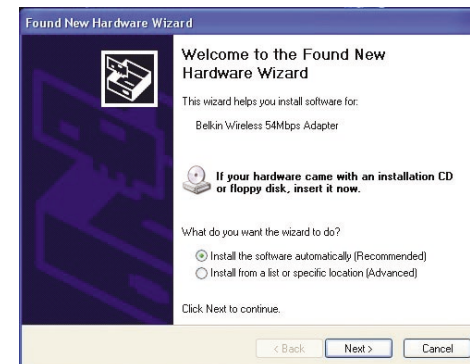 Found New Hardware Wizard
Welcome to the Found New
Hardware Wizard
This wizard helps you install software for:
Belkin Wireless 54Mbps Adapter
If your hardware came with an installation CD
or floppy disk, insert it now.
What do you want the wizard to do?
Install the software automatically (Recommended)
Install from a list or specific location (Advanced)
Click Next to continue.
< Back Next > Cancel